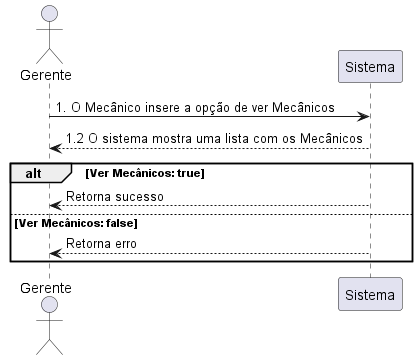 Gerente
Sistema
1. O Mecânico insere a opção de ver Mecânicos
1.2 O sistema mostra uma lista com os Mecânicos
alt [Ver Mecânicos: true]
Retorna sucesso
[Ver Mecânicos: false]
Retorna erro
Gerente
Sistema